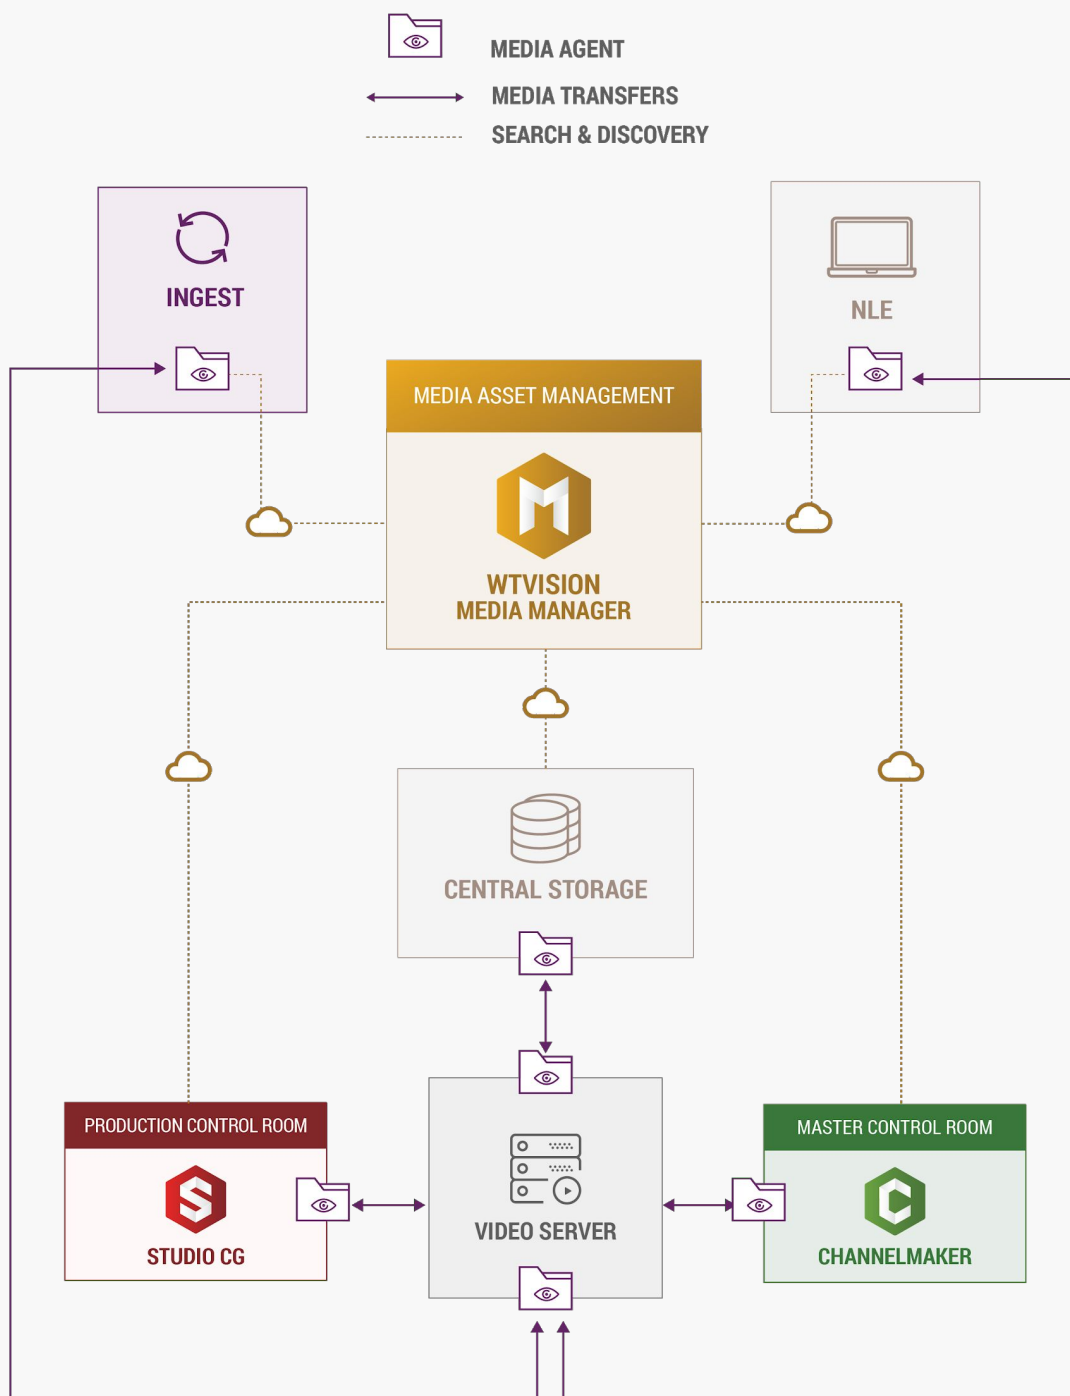 MEDIA AGENT
MEDIA TRANSFERS
SEARCH & DISCOVERY
INGEST
NLE
MEDIA ASSET MANAGEMENT
WTVISION
MEDIA MANAGER
CENTRAL STORAGE
PRODUCTION CONTROL ROOM
STUDIO CG
VIDEO SERVER
MASTER CONTROL ROOM
CHANNELMAKER